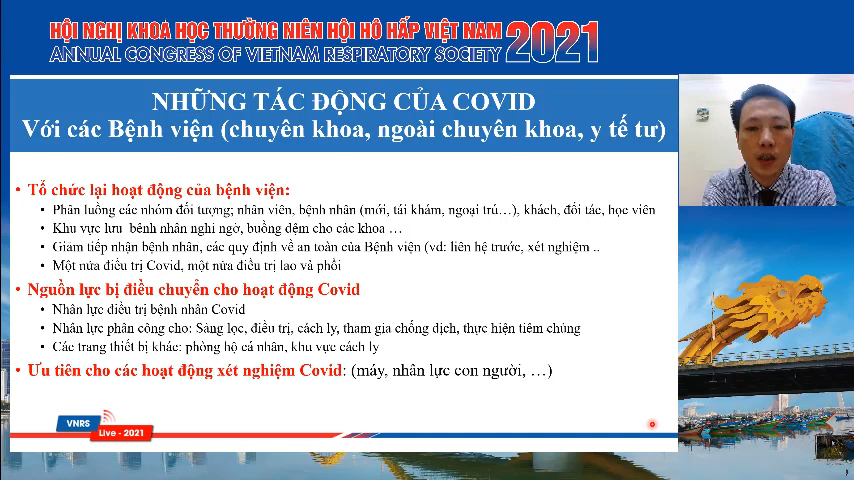 HỘI NGHỊ KHOA HỌC THƯỜNG NIÊN HỘI HÔ HẤP VIỆT NAM 2021
ANNUAL CONGRESS OF VIETNAM RESPIRATORY SOCIETY
NHỮNG TÁC ĐỘNG CỦA COVID
Với các Bệnh viện (chuyên khoa, ngoài chuyên khoa, y tế tư)
• Tổ chức lại hoạt động của bệnh viện:
• Phân luồng các nhóm đối tượng; nhân viên, bệnh nhân (mới, tái khám, ngoại trú…), khách, đối tác, học viên
• Khu vực lưu bênh nhân nghi ngờ, buồng đệm cho các khoa …
• Giảm tiếp nhận bệnh nhân, các quy định về an toàn của Bệnh viện (vd: liên hệ trước, xét nghiệm ..
• Một nửa điều trị Covid, một nửa điều trị lao và phổi
• Nguồn lực bị điều chuyển cho hoạt động Covid
• Nhân lực điều trị bệnh nhân Covid
• Nhân lực phân công cho: Sàng lọc, điều trị, cách ly, tham gia chống dịch, thực hiện tiêm chủng
• Các trang thiết bị khác: phòng hộ cá nhân, khu vực cách ly
• Ưu tiên cho các hoạt động xét nghiệm Covid: (máy, nhân lực con người, …)
VNRS
Live - 2021